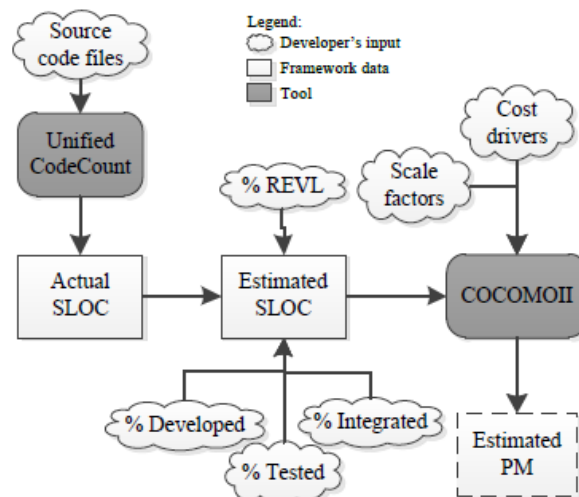 Source
code files
Legend:
Developer's input
Framework data
Tool
Unified
CodeCount
Cost
drivers
% REVL
Scale
factors
Actual
SLOC
Estimated
SLOC
COCOMOII
% Developed
% Integrated
% Tested
Estimated
PM